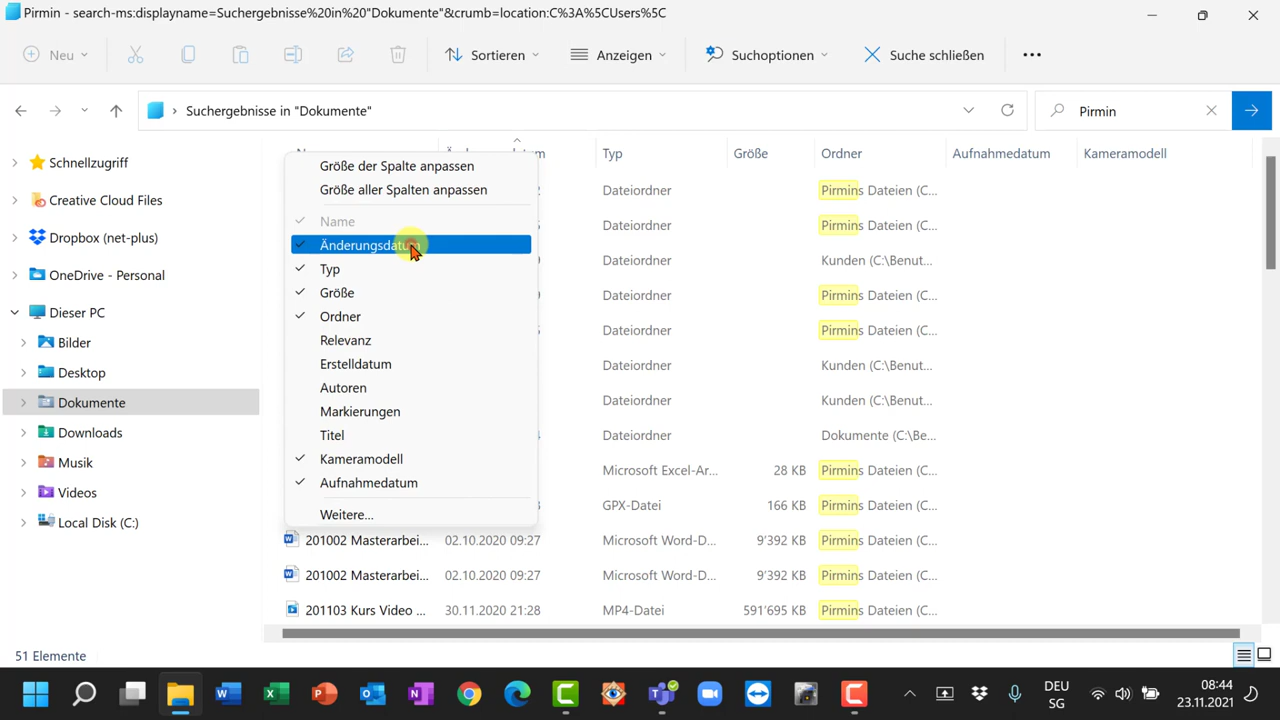 Pirmin - search-ms:displayname=Suchergebnisse%20in%20"Dokumente"&crumb=location:C%3A%5CUsers%5C
Neu
Sortieren
Anzeigen
Suchoptionen
Suche schließen
Suchergebnisse in "Dokumente"
Pirmin
Typ
Größe
Ordner
Aufnahmedatum
Kameramodell
Schnellzugriff
Creative Cloud Files
Dropbox (net-plus)
OneDrive - Personal
Dieser PC
Bilder
Desktop
Dokumente
Downloads
Musik
Videos
Local Disk (C:)
Größe der Spalte anpassen
Größe aller Spalten anpassen
Name
Änderungsdatum
Typ
Größe
Ordner
Relevanz
Erstelldatum
Autoren
Markierungen
Titel
Kameramodell
Aufnahmedatum
Weitere...
Dateiordner Pirmins Dateien (C...
Dateiordner Pirmins Dateien (C...
Dateiordner Kunden (C:\Benut...
Dateiordner Pirmins Dateien (C...
Dateiordner Pirmins Dateien (C...
Dateiordner Kunden (C:\Benut...
Dateiordner Kunden (C:\Benut...
Dateiordner Dokumente (C:\Be...
Microsoft Excel-Ar... 28 KB Pirmins Dateien (C...
GPX-Datei 166 KB Pirmins Dateien (C...
201002 Masterarbei... 02.10.2020 09:27 Microsoft Word-D... 9'392 KB Pirmins Dateien (C...
201002 Masterarbei... 02.10.2020 09:27 Microsoft Word-D... 9'392 KB Pirmins Dateien (C...
201103 Kurs Video ... 30.11.2020 21:28 MP4-Datei 591'695 KB Pirmins Dateien (C...
51 Elemente
DEU
SG
08:44
23.11.2021